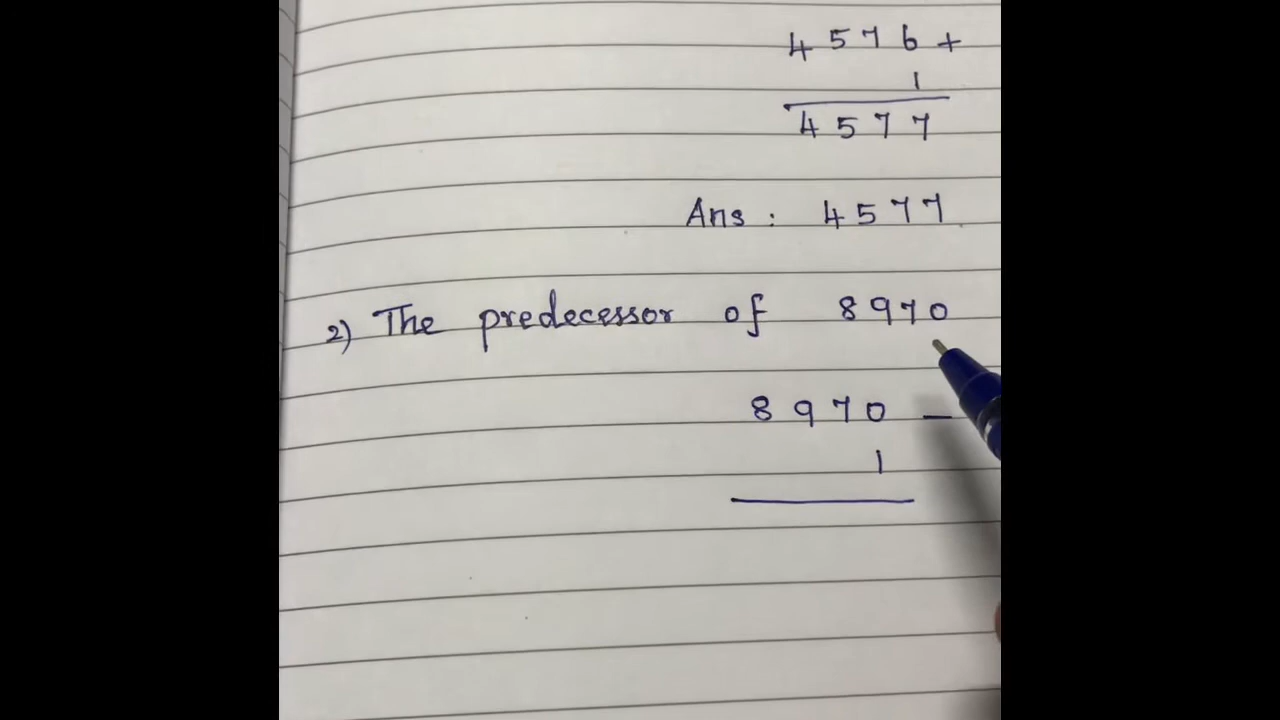 4576 +
1
4577
Ans : 4577
2) The predecessor of 8970
8970 —
1